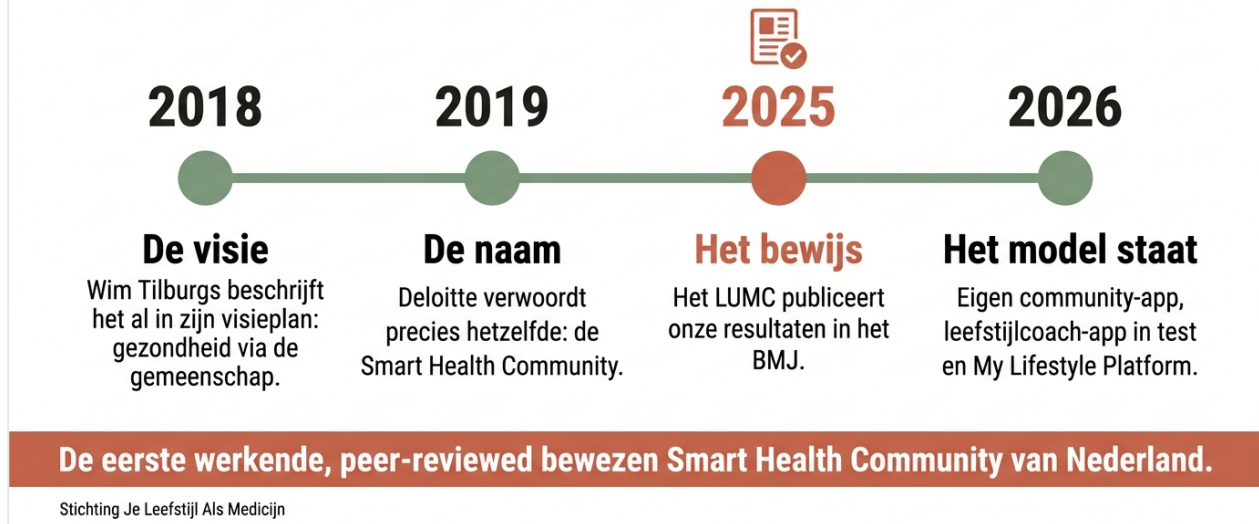 2018
De visie
Wim Tilburgs beschrijft
het al in zijn visieplan:
gezondheid via de
gemeenschap.
2019
De naam
Deloitte verwoordt
precies hetzelfde: de
Smart Health Community.
2025
Het bewijs
Het LUMC publiceert
onze resultaten in het
BMJ.
2026
Het model staat
Eigen community-app,
leefstijlcoach-app in test
en My Lifestyle Platform.
De eerste werkende, peer-reviewed bewezen Smart Health Community van Nederland.
Stichting Je Leefstijl Als Medicijn